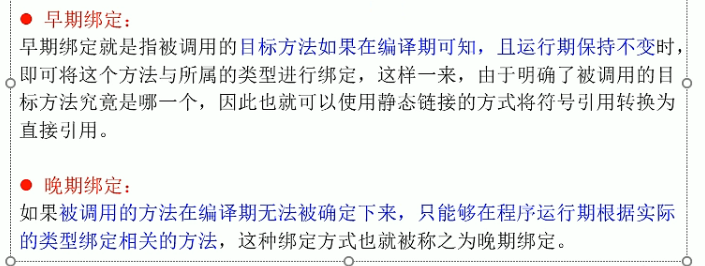 ● 早期绑定：
早期绑定就是指被调用的目标方法如果在编译期可知，且运行期保持不变时，
即可将这个方法与所属的类型进行绑定，这样一来，由于明确了被调用的目
标方法究竟是哪一个，因此也就可以使用静态链接的方式将符号引用转换为
直接引用。
● 晚期绑定：
如果被调用的方法在编译期无法被确定下来，只能够在程序运行期根据实际
的类型绑定相关的方法，这种绑定方式也就被称之为晚期绑定。